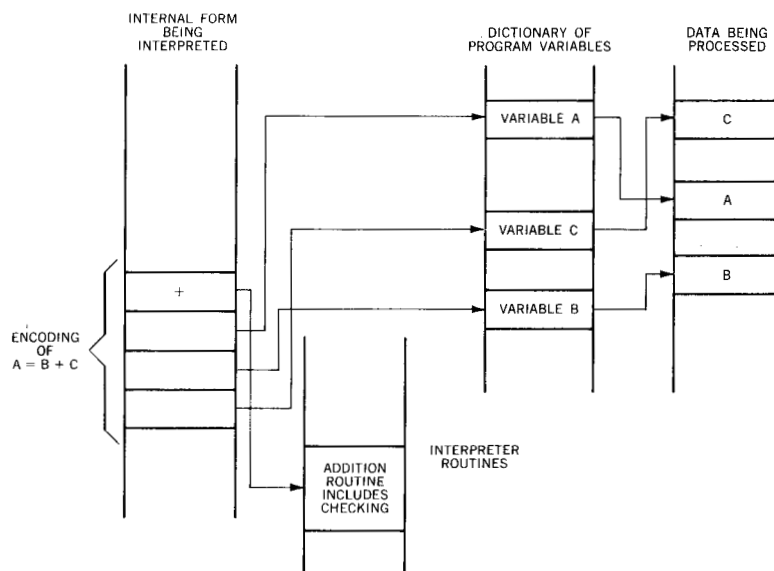 INTERNAL FORM
BEING
INTERPRETED
DICTIONARY OF
PROGRAM VARIABLES
DATA BEING
PROCESSED
VARIABLE A
C
A
VARIABLE C
+
B
VARIABLE B
ENCODING
OF
A = B + C
INTERPRETER
ROUTINES
ADDITION
ROUTINE
INCLUDES
CHECKING